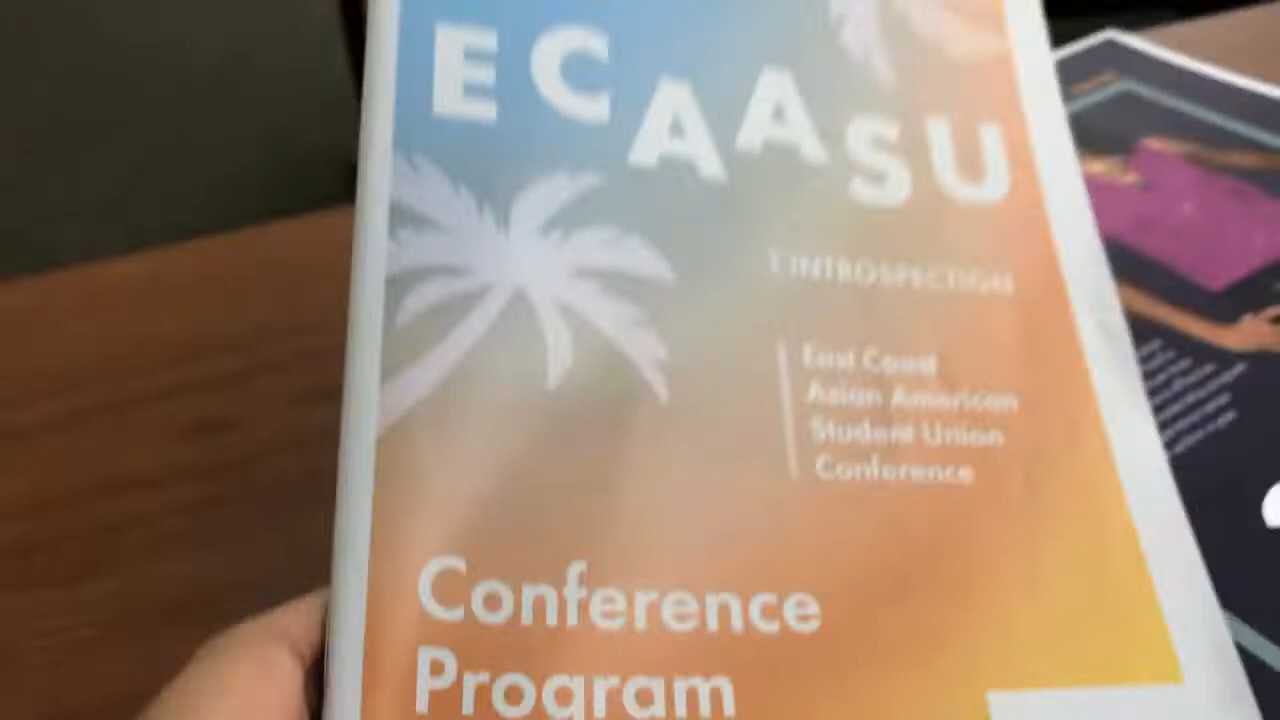 ECAASU
INTROSPECTION
East Coast
Asian American
Student Union
Conference
Conference
Program